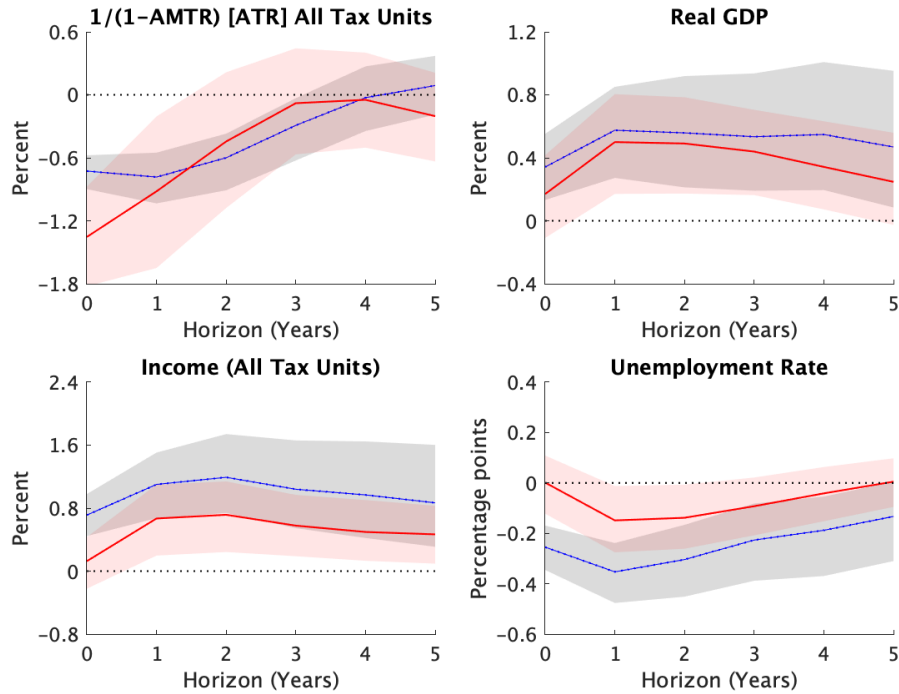 1/(1-AMTR) [ATR] All Tax Units
Percent
0.6
0
−0.6
−1.2
−1.8
0 1 2 3 4 5
Horizon (Years)
Real GDP
Percent
1.2
0.8
0.4
0
−0.4
0 1 2 3 4 5
Horizon (Years)
Income (All Tax Units)
Percent
2.4
1.6
0.8
0
−0.8
0 1 2 3 4 5
Horizon (Years)
Unemployment Rate
Percentage points
0.4
0.2
0
−0.2
−0.4
−0.6
0 1 2 3 4 5
Horizon (Years)